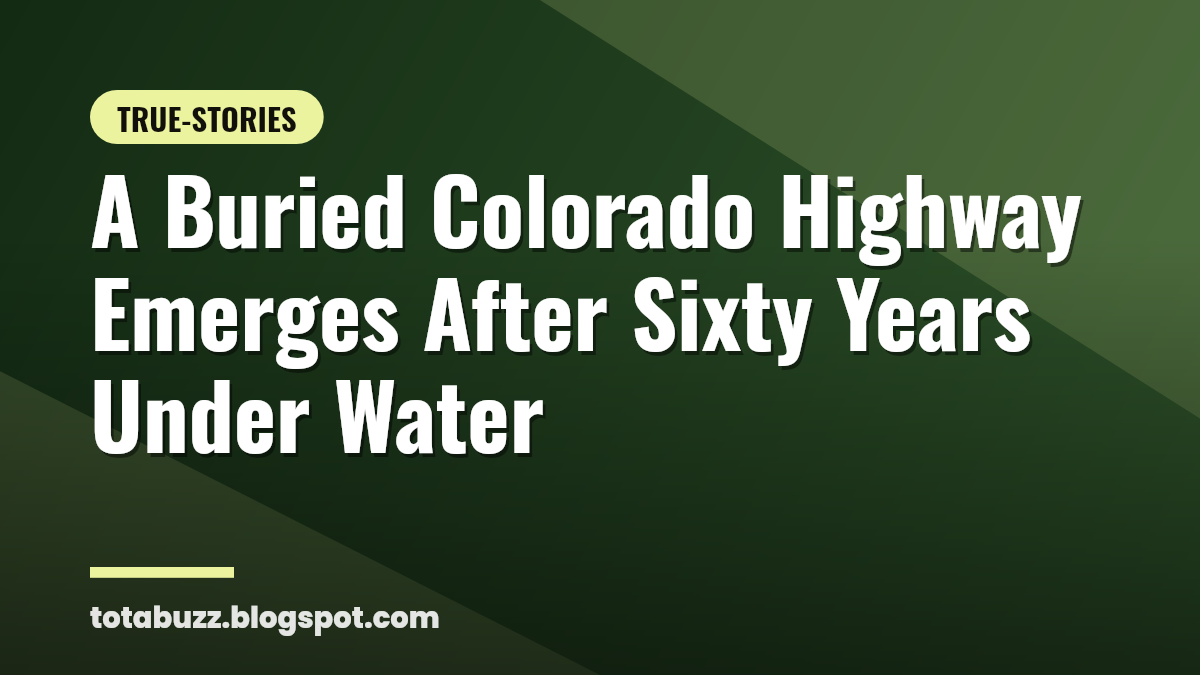 TRUE-STORIES
A Buried Colorado Highway
Emerges After Sixty Years
Under Water
totabuzz.blogspot.com